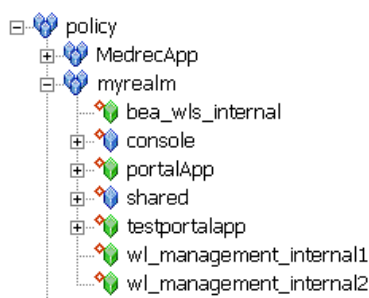 policy
MedrecApp
myrealm
bea_wls_internal
console
portalApp
shared
testportalapp
wl_management_internal1
wl_management_internal2